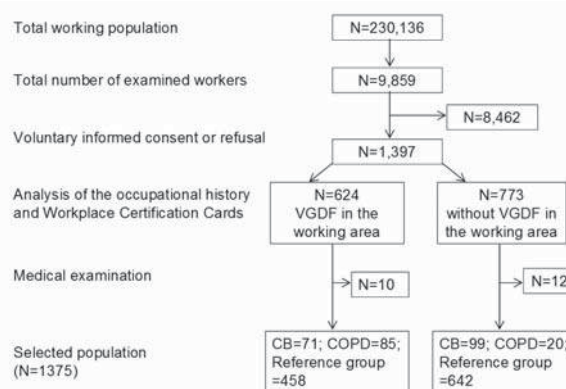 Total working population
N=230,136
Total number of examined workers
N=9,859
N=8,462
Voluntary informed consent or refusal
N=1,397
Analysis of the occupational history
and Workplace Certification Cards
N=624
VGDF in the
working area
N=773
without VGDF in
the working area
Medical examination
N=10
N=12
Selected population
(N=1375)
CB=71; COPD=85;
Reference group
=458
CB=99; COPD=20;
Reference group
=642